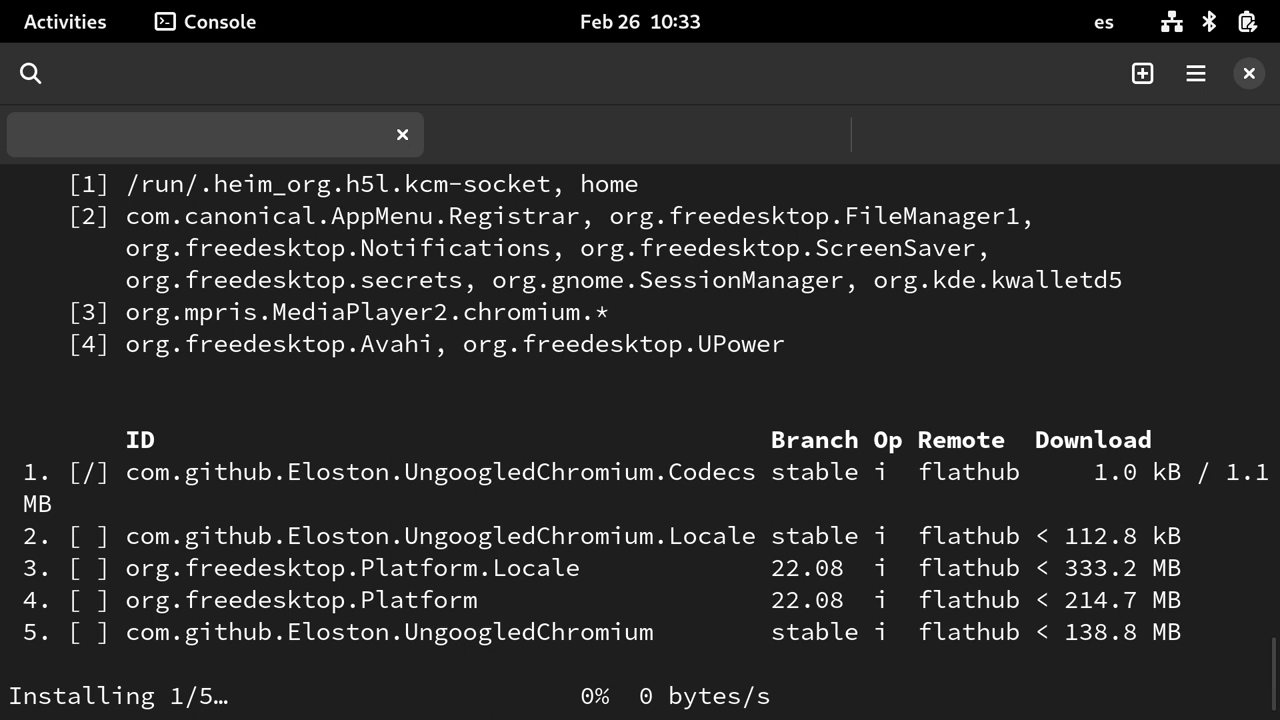 Activities Console Feb 26 10:33 es
[1] /run/.heim_org.h5l.kcm-socket, home
[2] com.canonical.AppMenu.Registrar, org.freedesktop.FileManager1,
org.freedesktop.Notifications, org.freedesktop.ScreenSaver,
org.freedesktop.secrets, org.gnome.SessionManager, org.kde.kwalletd5
[3] org.mpris.MediaPlayer2.chromium.*
[4] org.freedesktop.Avahi, org.freedesktop.UPower
ID Branch Op Remote Download
1. [/] com.github.Eloston.UngoogledChromium.Codecs stable i flathub 1.0 kB / 1.1
MB
2. [ ] com.github.Eloston.UngoogledChromium.Locale stable i flathub < 112.8 kB
3. [ ] org.freedesktop.Platform.Locale 22.08 i flathub < 333.2 MB
4. [ ] org.freedesktop.Platform 22.08 i flathub < 214.7 MB
5. [ ] com.github.Eloston.UngoogledChromium stable i flathub < 138.8 MB
Installing 1/5… 0% 0 bytes/s